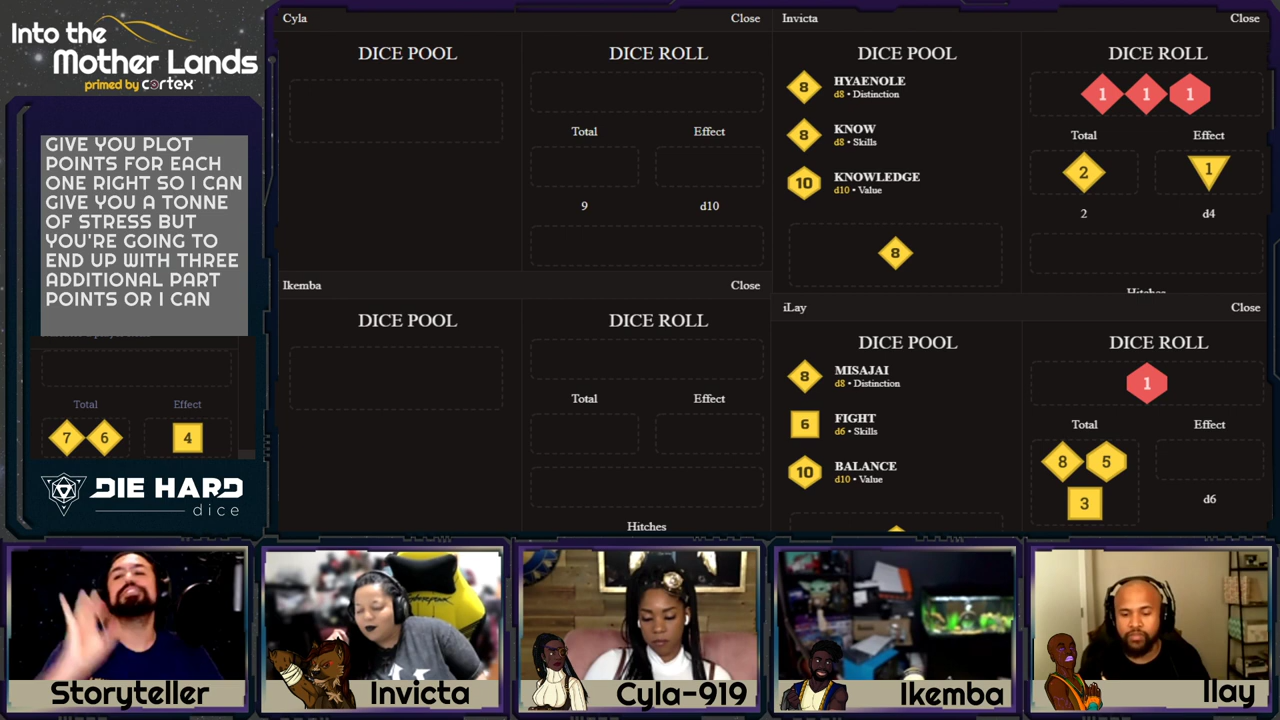 Into the
Mother Lands
primed by cortex
GIVE YOU PLOT
POINTS FOR EACH
ONE RIGHT SO I CAN
GIVE YOU A TONNE
OF STRESS BUT
YOU'RE GOING TO
END UP WITH THREE
ADDITIONAL PART
POINTS OR I CAN
Total
Effect
7 6
4
DIE HARD
dice
Cyla
Close
DICE POOL
DICE ROLL
Total
Effect
9
d10
Invicta
Close
DICE POOL
DICE ROLL
8
HYAENOLE
d8 • Distinction
8
KNOW
d8 • Skills
10
KNOWLEDGE
d10 • Value
8
1 1 1
Total
Effect
2
1
2
d4
Hitches
Ikemba
Close
DICE POOL
DICE ROLL
Total
Effect
Hitches
iLay
Close
DICE POOL
DICE ROLL
8
MISAJAI
d8 • Distinction
6
FIGHT
d6 • Skills
10
BALANCE
d10 • Value
1
Total
Effect
8 5
3
d6
Storyteller
Invicta
Cyla-919
Ikemba
Ilay